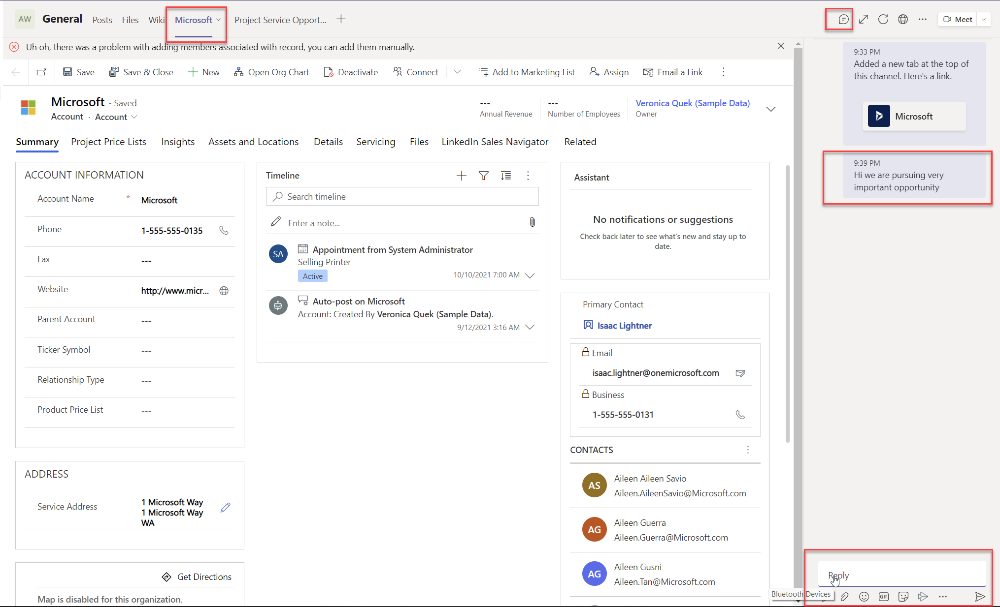 AW General Posts Files Wiki Microsoft Project Service Opport... Meet
Uh oh, there was a problem with adding members associated with record, you can add them manually.
Save Save & Close New Open Org Chart Deactivate Connect Add to Marketing List Assign Email a Link
Microsoft - Saved
Account · Account
--- Annual Revenue
--- Number of Employees
Veronica Quek (Sample Data)
Owner
Summary Project Price Lists Insights Assets and Locations Details Servicing Files LinkedIn Sales Navigator Related
ACCOUNT INFORMATION
Account Name * Microsoft
Phone 1-555-555-0135
Fax ---
Website http://www.micr...
Parent Account ---
Ticker Symbol ---
Relationship Type ---
Product Price List ---
ADDRESS
Service Address
1 Microsoft Way
1 Microsoft Way
WA
Get Directions
Map is disabled for this organization.
Timeline
Search timeline
Enter a note...
SA
Appointment from System Administrator
Selling Printer
Active 10/10/2021 7:00 AM
Auto-post on Microsoft
Account: Created By Veronica Quek (Sample Data).
9/12/2021 3:16 AM
Assistant
No notifications or suggestions
Check back later to see what's new and stay up to
date.
Primary Contact
Isaac Lightner
Email
isaac.lightner@onemicrosoft.com
Business
1-555-555-0131
CONTACTS
AS Aileen Aileen Savio
Aileen.AileenSavio@Microsoft.com
AG Aileen Guerra
Aileen.Guerra@Microsoft.com
AG Aileen Gusni
Aileen.Tan@Microsoft.com
9:33 PM
Added a new tab at the top of
this channel. Here's a link.
Microsoft
9:39 PM
Hi we are pursuing very
important opportunity
Reply
Bluetooth Devices
GIF